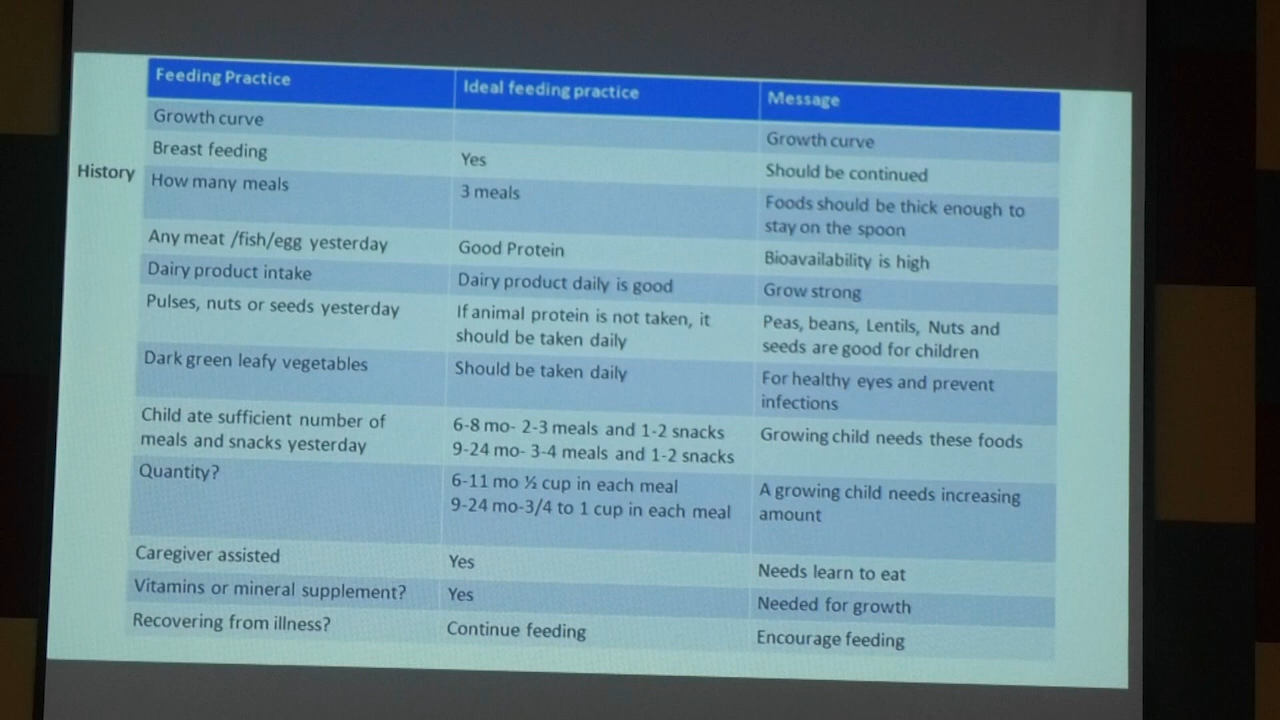 Feeding Practice Ideal feeding practice Message
Growth curve Growth curve
Breast feeding Yes Should be continued
History
How many meals 3 meals Foods should be thick enough to
stay on the spoon
Any meat /fish/egg yesterday Good Protein Bioavailability is high
Dairy product intake Dairy product daily is good Grow strong
Pulses, nuts or seeds yesterday If animal protein is not taken, it Peas, beans, Lentils, Nuts and
should be taken daily seeds are good for children
Dark green leafy vegetables Should be taken daily For healthy eyes and prevent
infections
Child ate sufficient number of 6-8 mo- 2-3 meals and 1-2 snacks Growing child needs these foods
meals and snacks yesterday 9-24 mo- 3-4 meals and 1-2 snacks
Quantity? 6-11 mo ½ cup in each meal A growing child needs increasing
9-24 mo-3/4 to 1 cup in each meal amount
Caregiver assisted Yes Needs learn to eat
Vitamins or mineral supplement? Yes Needed for growth
Recovering from illness? Continue feeding Encourage feeding